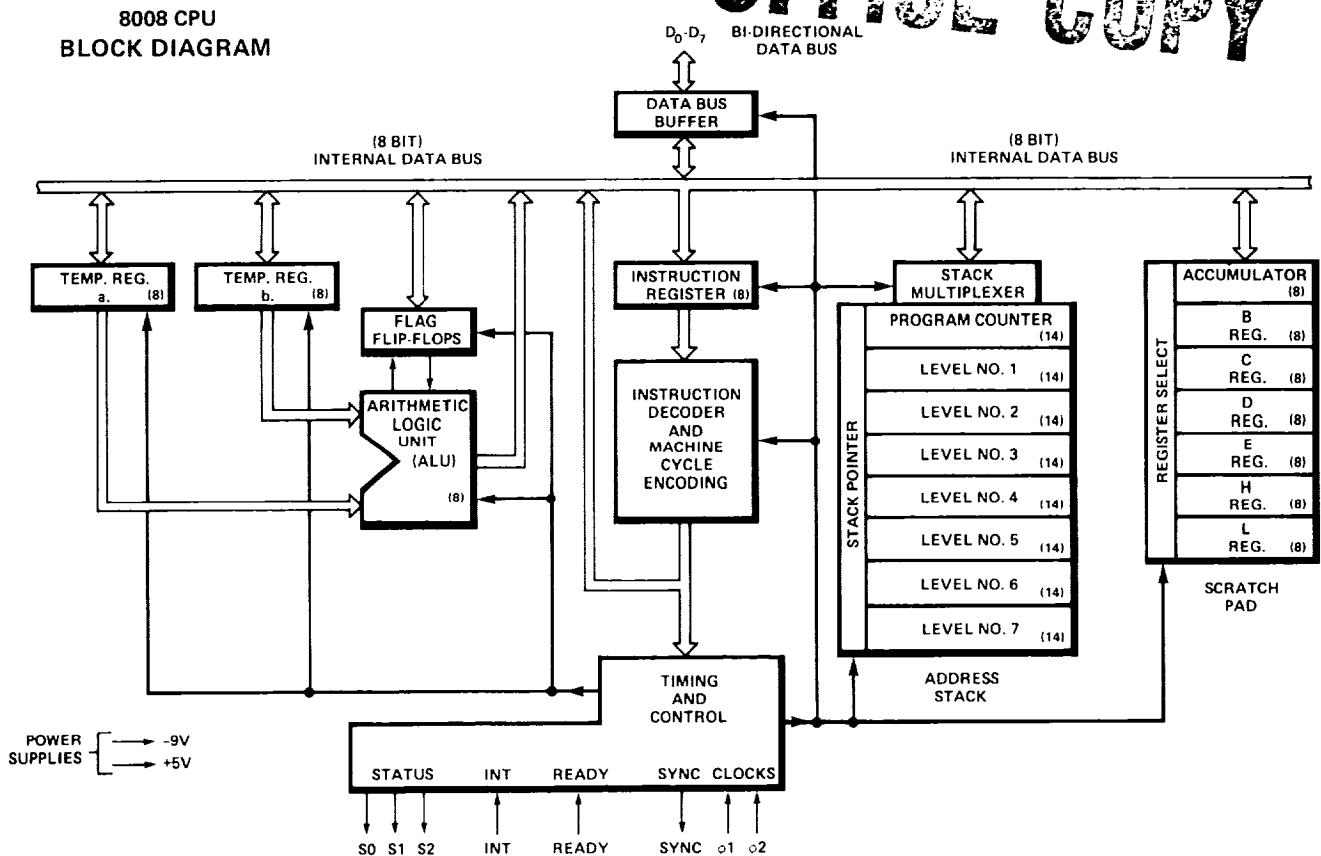 8008 CPU
BLOCK DIAGRAM
COPY
D0-D7
BI-DIRECTIONAL
DATA BUS
DATA BUS
BUFFER
(8 BIT)
INTERNAL DATA BUS
(8 BIT)
INTERNAL DATA BUS
TEMP. REG.
a. (8)
TEMP. REG.
b. (8)
FLAG
FLIP-FLOPS
ARITHMETIC
LOGIC
UNIT
(ALU)
(8)
INSTRUCTION
REGISTER (8)
INSTRUCTION
DECODER
AND
MACHINE
CYCLE
ENCODING
STACK
MULTIPLEXER
STACK POINTER
PROGRAM COUNTER
(14)
LEVEL NO. 1 (14)
LEVEL NO. 2 (14)
LEVEL NO. 3 (14)
LEVEL NO. 4 (14)
LEVEL NO. 5 (14)
LEVEL NO. 6 (14)
LEVEL NO. 7 (14)
ADDRESS
STACK
REGISTER SELECT
ACCUMULATOR
(8)
B
REG. (8)
C
REG. (8)
D
REG. (8)
E
REG. (8)
H
REG. (8)
L
REG. (8)
SCRATCH
PAD
TIMING
AND
CONTROL
POWER
SUPPLIES
-9V
+5V
STATUS INT READY SYNC CLOCKS
S0 S1 S2 INT READY SYNC ϕ1 ϕ2